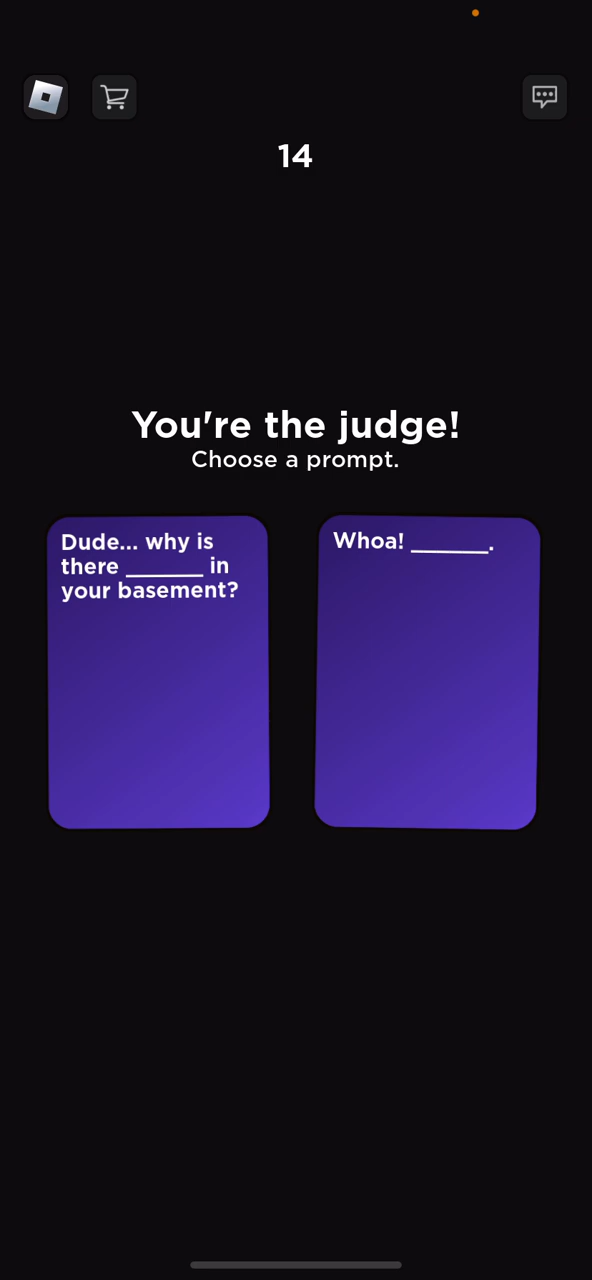 14
You're the judge!
Choose a prompt.
Dude... why is
there _______ in
your basement?
Whoa! _______.